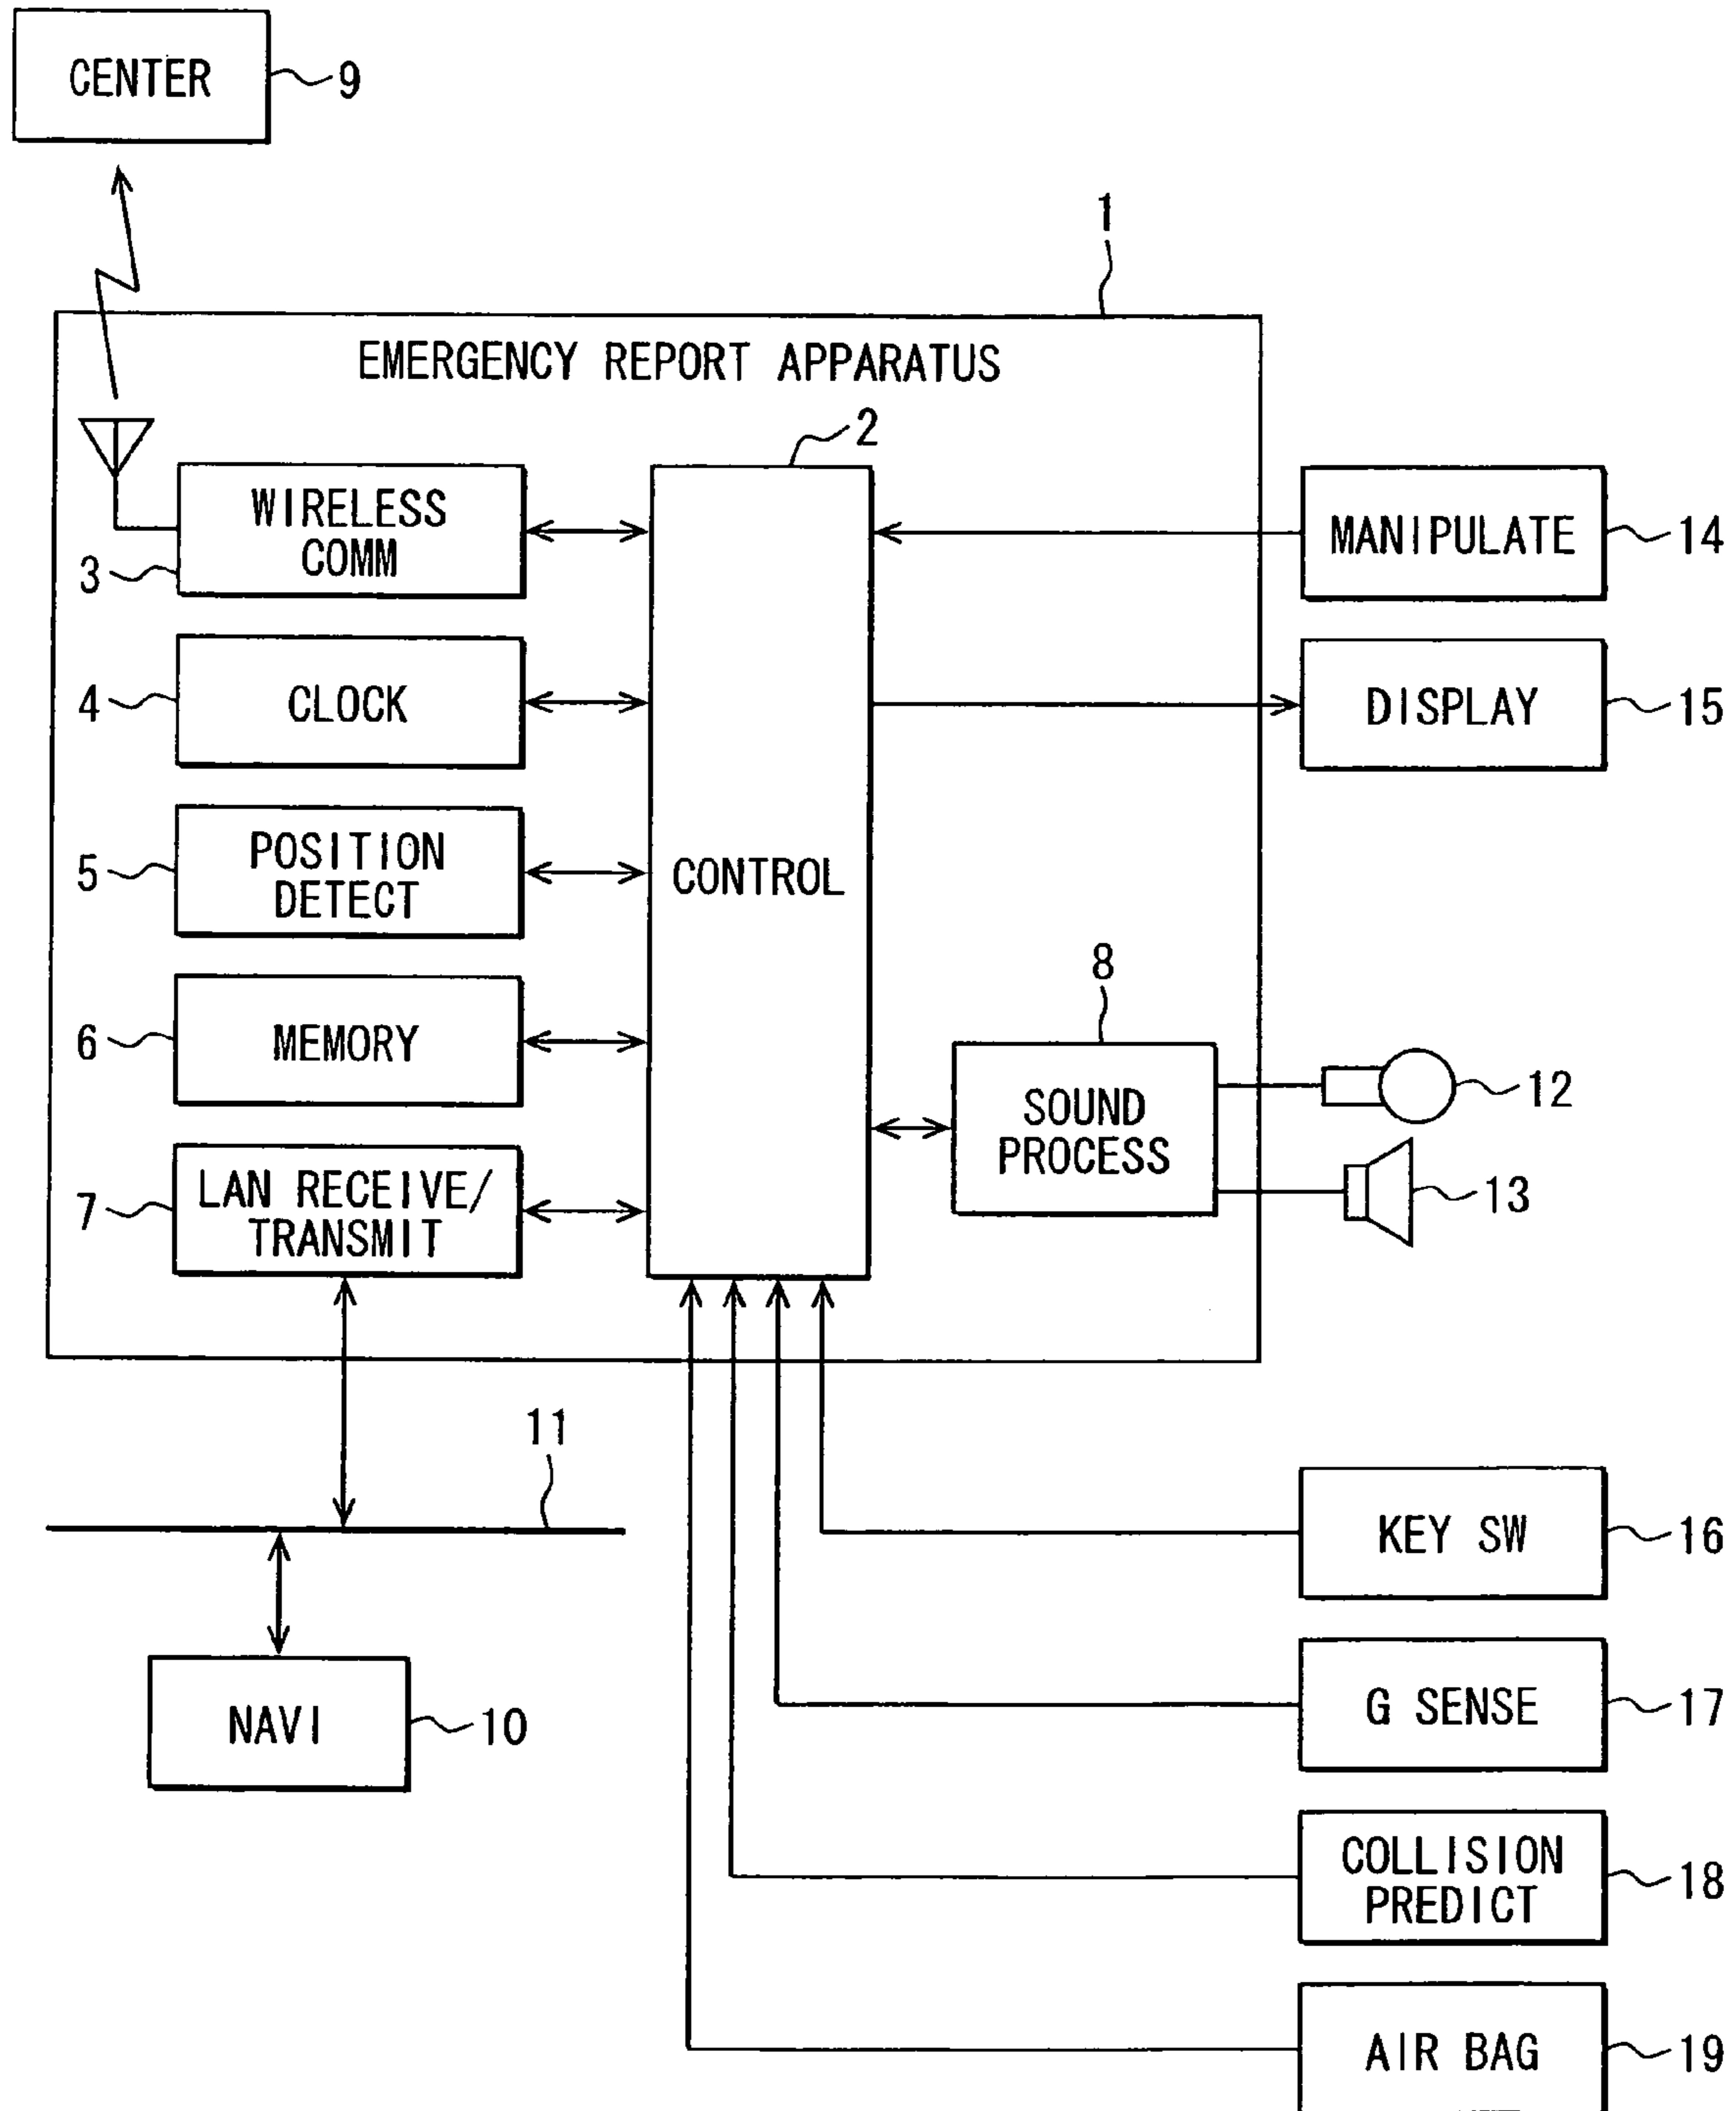 CENTER
9
1
EMERGENCY REPORT APPARATUS
2
WIRELESS
COMM
3
MANIPULATE
14
CLOCK
4
DISPLAY
15
POSITION
DETECT
5
CONTROL
8
MEMORY
6
SOUND
PROCESS
12
LAN RECEIVE/
TRANSMIT
7
13
11
KEY SW
16
NAVI
10
G SENSE
17
COLLISION
PREDICT
18
AIR BAG
19